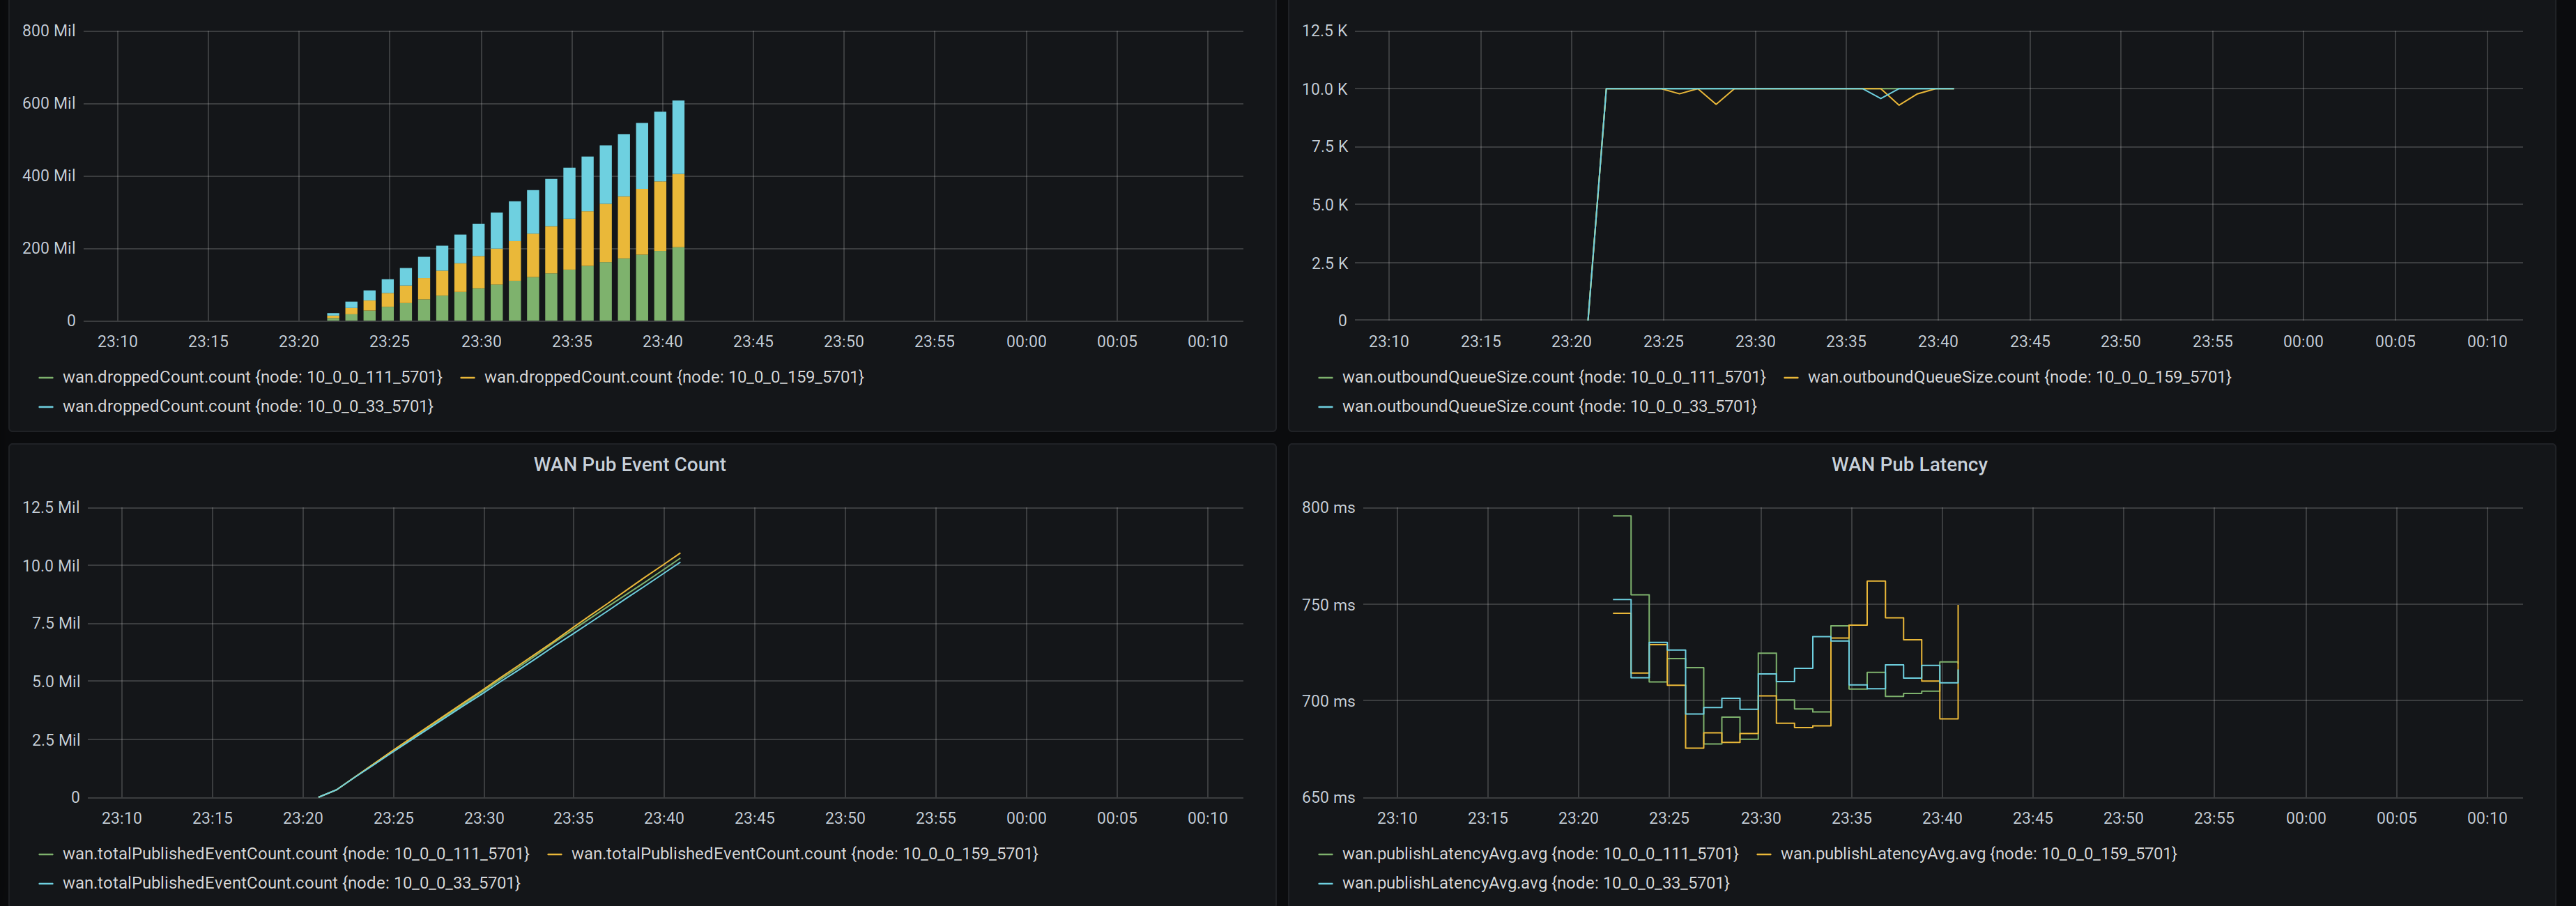 800 Mil
600 Mil
400 Mil
200 Mil
0
23:10 23:15 23:20 23:25 23:30 23:35 23:40 23:45 23:50 23:55 00:00 00:05 00:10
wan.droppedCount.count {node: 10_0_0_111_5701} wan.droppedCount.count {node: 10_0_0_159_5701}
wan.droppedCount.count {node: 10_0_0_33_5701}
12.5 K
10.0 K
7.5 K
5.0 K
2.5 K
0
23:10 23:15 23:20 23:25 23:30 23:35 23:40 23:45 23:50 23:55 00:00 00:05 00:10
wan.outboundQueueSize.count {node: 10_0_0_111_5701} wan.outboundQueueSize.count {node: 10_0_0_159_5701}
wan.outboundQueueSize.count {node: 10_0_0_33_5701}
WAN Pub Event Count
12.5 Mil
10.0 Mil
7.5 Mil
5.0 Mil
2.5 Mil
0
23:10 23:15 23:20 23:25 23:30 23:35 23:40 23:45 23:50 23:55 00:00 00:05 00:10
wan.totalPublishedEventCount.count {node: 10_0_0_111_5701} wan.totalPublishedEventCount.count {node: 10_0_0_159_5701}
wan.totalPublishedEventCount.count {node: 10_0_0_33_5701}
WAN Pub Latency
800 ms
750 ms
700 ms
650 ms
23:10 23:15 23:20 23:25 23:30 23:35 23:40 23:45 23:50 23:55 00:00 00:05 00:10
wan.publishLatencyAvg.avg {node: 10_0_0_111_5701} wan.publishLatencyAvg.avg {node: 10_0_0_159_5701}
wan.publishLatencyAvg.avg {node: 10_0_0_33_5701}